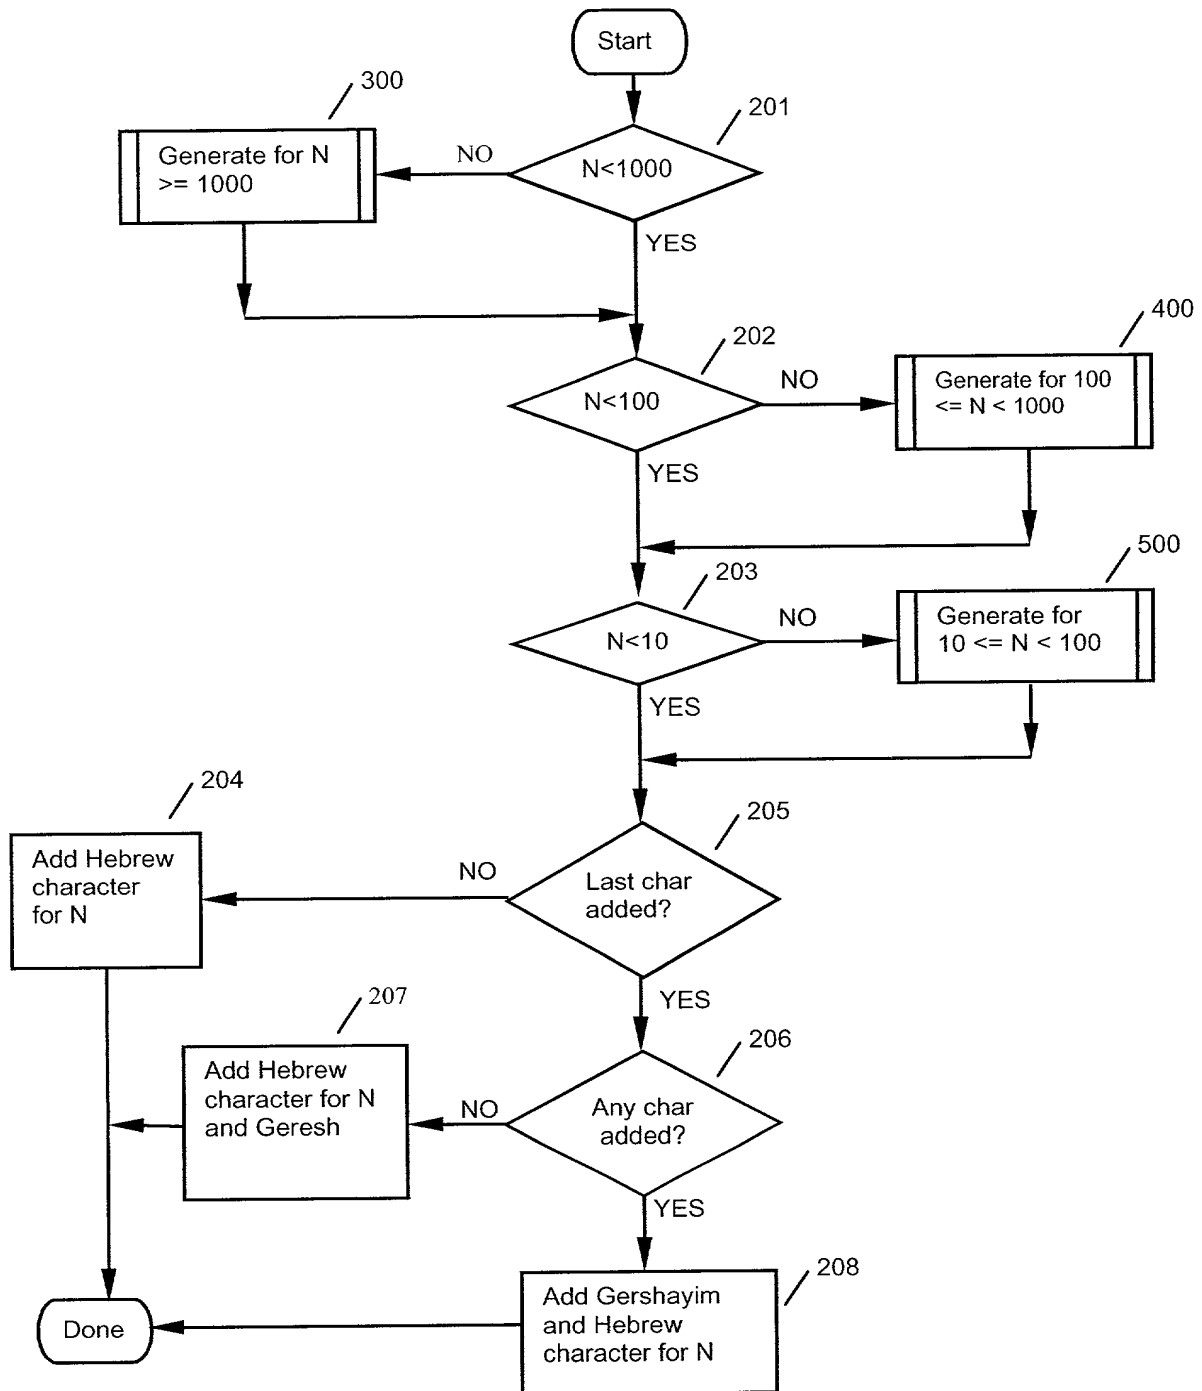 Start
300
201
Generate for N
>= 1000
NO
N<1000
YES
400
202
N<100
NO
Generate for 100
<= N < 1000
YES
500
203
N<10
NO
Generate for
10 <= N < 100
YES
204
205
Add Hebrew
character
for N
NO
Last char
added?
YES
207
206
Add Hebrew
character for N
and Geresh
NO
Any char
added?
YES
208
Add Gershayim
and Hebrew
character for N
Done